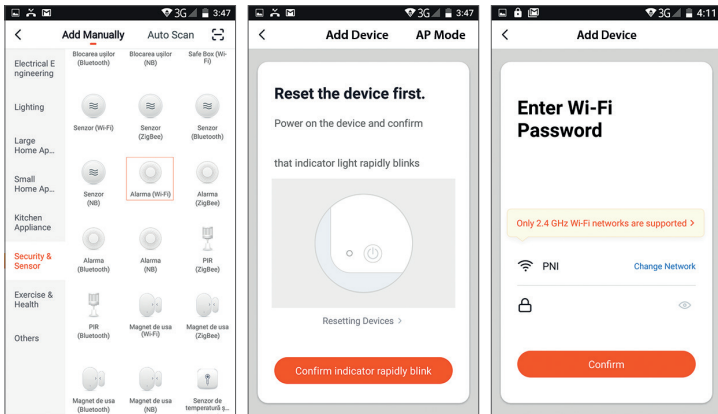 3G 3:47
Add Manually Auto Scan
Electrical E
ngineering
Lighting
Large
Home Ap...
Small
Home Ap...
Kitchen
Appliance
Security &
Sensor
Exercise &
Health
Others
Blocarea ușilor
(Bluetooth)
Blocarea ușilor
(NB)
Safe Box (Wi-
Fi)
Senzor (Wi-Fi)
Senzor
(ZigBee)
Senzor
(Bluetooth)
Senzor
(NB)
Alarma (Wi-Fi)
Alarma
(ZigBee)
Alarma
(Bluetooth)
Alarma
(NB)
PIR
(ZigBee)
PIR
(Bluetooth)
Magnet de usa
(Wi-Fi)
Magnet de usa
(ZigBee)
Magnet de usa
(Bluetooth)
Magnet de usa
(NB)
Senzor de
temperatură ș...
3G 3:47
Add Device AP Mode
Reset the device first.
Power on the device and confirm
that indicator light rapidly blinks
Resetting Devices >
Confirm indicator rapidly blink
3G 4:11
Add Device
Enter Wi-Fi
Password
Only 2.4 GHz Wi-Fi networks are supported >
PNI Change Network
Confirm